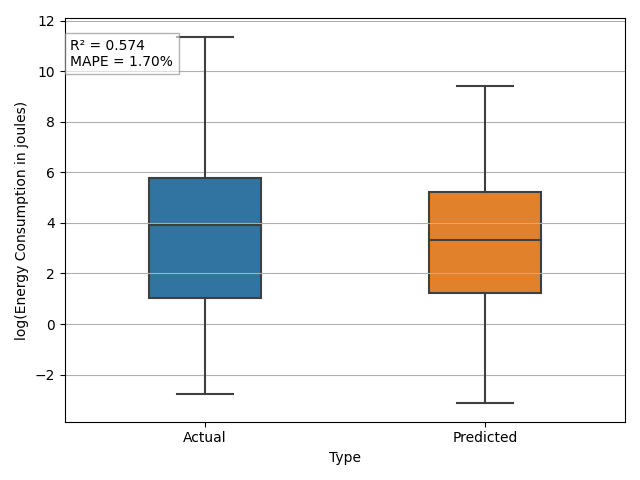 12
10
8
6
4
2
0
−2
log(Energy Consumption in joules)
R² = 0.574
MAPE = 1.70%
Actual
Predicted
Type